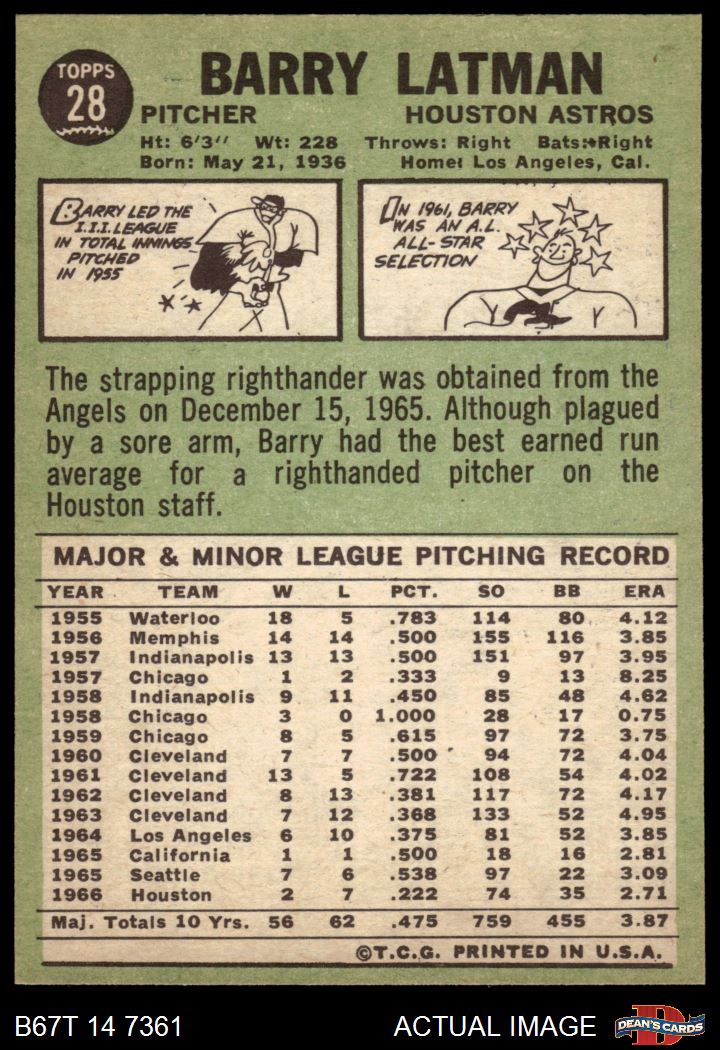 TOPPS
28
BARRY LATMAN
PITCHER HOUSTON ASTROS
Ht: 6'3" Wt: 228 Throws: Right Bats: Right
Born: May 21, 1936 Home: Los Angeles, Cal.
BARRY LED THE
I.I.I. LEAGUE
IN TOTAL INNINGS
PITCHED
IN 1955
IN 1961, BARRY
WAS AN A.L.
ALL-STAR
SELECTION
The strapping righthander was obtained from the
Angels on December 15, 1965. Although plagued
by a sore arm, Barry had the best earned run
average for a righthanded pitcher on the
Houston staff.
MAJOR & MINOR LEAGUE PITCHING RECORD
YEAR TEAM W L PCT. SO BB ERA
1955 Waterloo 18 5 .783 114 80 4.12
1956 Memphis 14 14 .500 155 116 3.85
1957 Indianapolis 13 13 .500 151 97 3.95
1957 Chicago 1 2 .333 9 13 8.25
1958 Indianapolis 9 11 .450 85 48 4.62
1958 Chicago 3 0 1.000 28 17 0.75
1959 Chicago 8 5 .615 97 72 3.75
1960 Cleveland 7 7 .500 94 72 4.04
1961 Cleveland 13 5 .722 108 54 4.02
1962 Cleveland 8 13 .381 117 72 4.17
1963 Cleveland 7 12 .368 133 52 4.95
1964 Los Angeles 6 10 .375 81 52 3.85
1965 California 1 1 .500 18 16 2.81
1965 Seattle 7 6 .538 97 22 3.09
1966 Houston 2 7 .222 74 35 2.71
Maj. Totals 10 Yrs. 56 62 .475 759 455 3.87
©T.C.G. PRINTED IN U.S.A.
B67T 14 7361 ACTUAL IMAGE DEAN'S CARDS